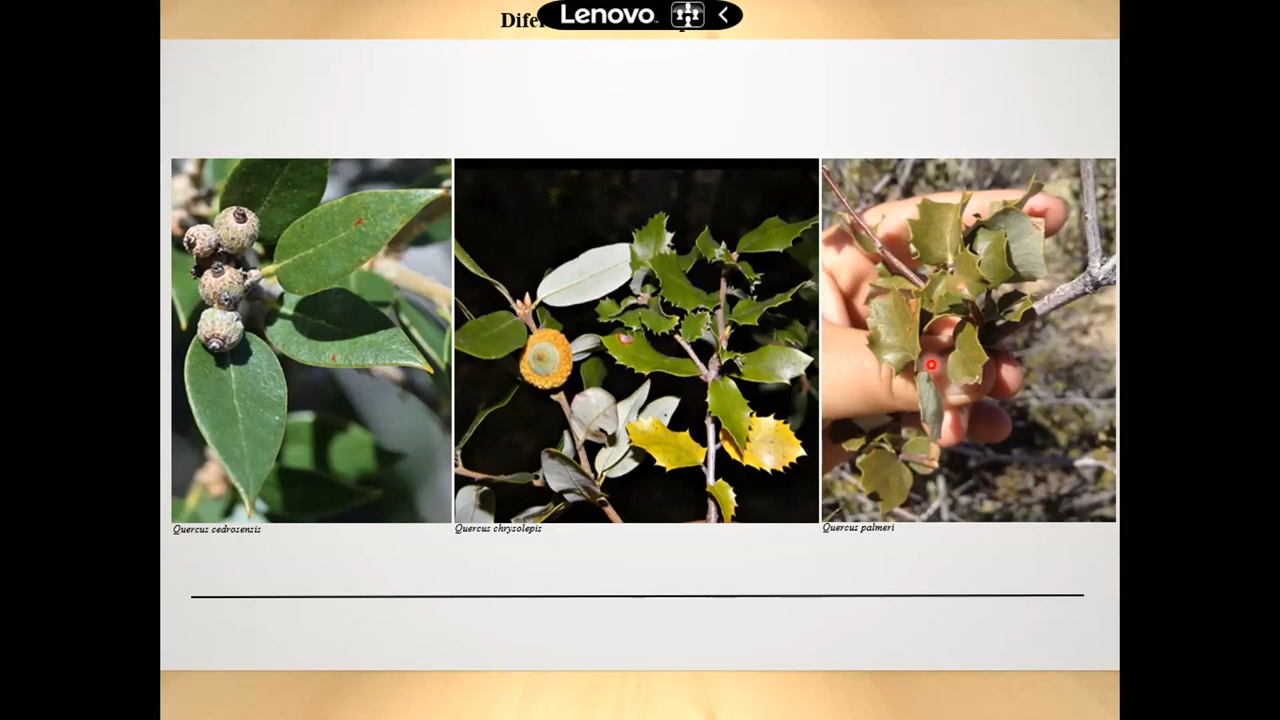 Lenovo
Quercus cedrosensis
Quercus chrysolepis
Quercus palmeri